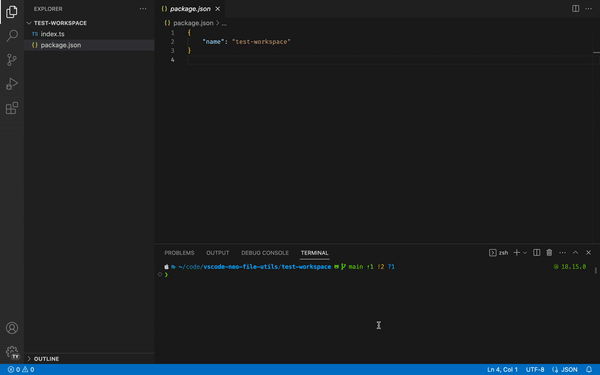 EXPLORER
TEST-WORKSPACE
TS index.ts
{} package.json
OUTLINE
{} package.json
{} package.json > ...
1 {
2 "name": "test-workspace"
3 }
4
PROBLEMS OUTPUT DEBUG CONSOLE TERMINAL
zsh
~/code/vscode-neo-file-utils/test-workspace main ↑1 !2 ?1 18.15.0
❯
0 0 Ln 4, Col 1 UTF-8 {} JSON